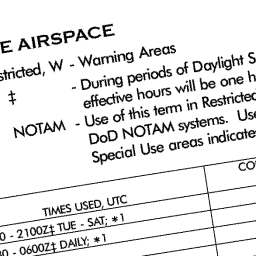 E AIRSPACE
stricted, W - Warning Areas
‡ - During periods of Daylight S
effective hours will be one h
NOTAM - Use of this term in Restricted
DoD NOTAM systems. Use
Special Use areas indicate
TIMES USED, UTC
CO
0 - 2100Z‡ TUE - SAT; *1
30 - 0600Z‡ DAILY; *1